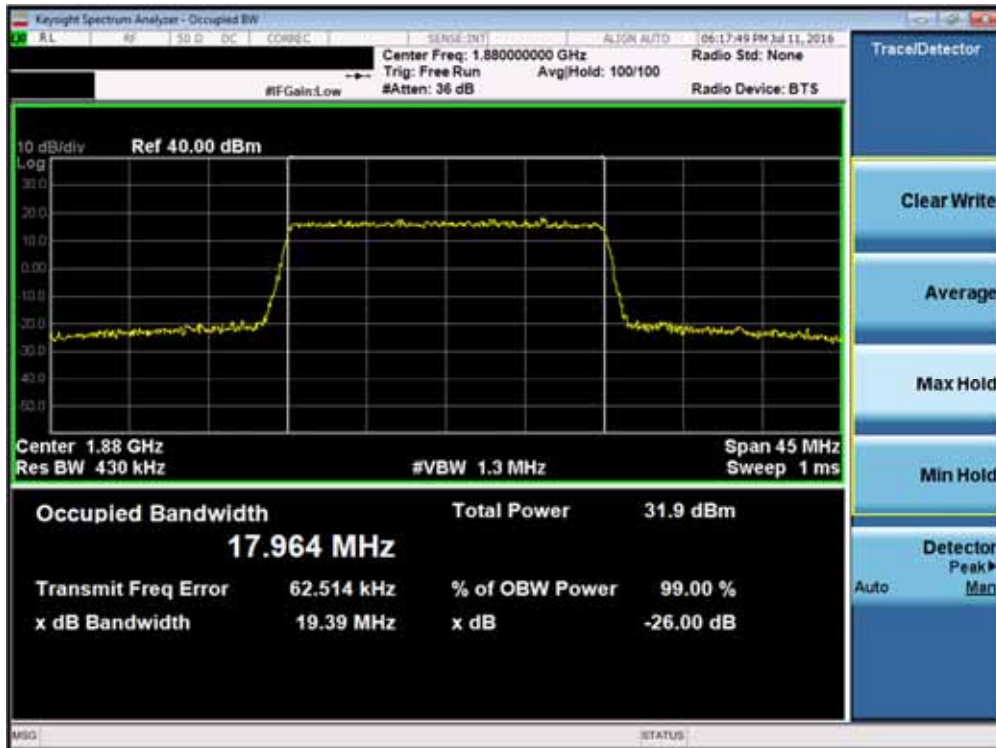 Keysight Spectrum Analyzer - Occupied BW
RL RF 50 Ω DC CORREC SENSE:INT ALIGN AUTO 06:17:49 PM Jul 11, 2016
Center Freq: 1.880000000 GHz Radio Std: None
Trig: Free Run Avg|Hold: 100/100
#IFGain:Low #Atten: 36 dB Radio Device: BTS
Trace/Detector
10 dB/div Ref 40.00 dBm
Log
30.0
20.0
10.0
0.00
-10.0
-20.0
-30.0
-40.0
-50.0
Center 1.88 GHz Span 45 MHz
Res BW 430 kHz #VBW 1.3 MHz Sweep 1 ms
Occupied Bandwidth Total Power 31.9 dBm
17.964 MHz
Transmit Freq Error 62.514 kHz % of OBW Power 99.00 %
x dB Bandwidth 19.39 MHz x dB -26.00 dB
Clear Write
Average
Max Hold
Min Hold
Detector
Peak▶
Auto Man
MSG STATUS